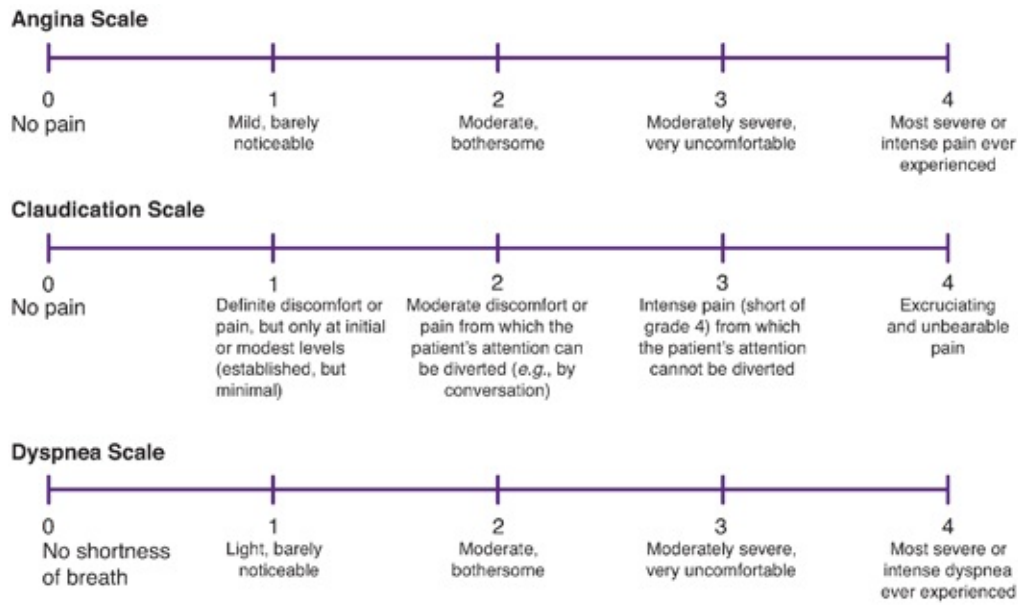 Angina Scale
0 1 2 3 4
No pain Mild, barely Moderate, Moderately severe, Most severe or
noticeable bothersome very uncomfortable intense pain ever
experienced
Claudication Scale
0 1 2 3 4
No pain Definite discomfort or Moderate discomfort or Intense pain (short of Excruciating
pain, but only at initial pain from which the grade 4) from which and unbearable
or modest levels patient's attention can the patient's attention pain
(established, but be diverted (e.g., by cannot be diverted
minimal) conversation)
Dyspnea Scale
0 1 2 3 4
No shortness Light, barely Moderate, Moderately severe, Most severe or
of breath noticeable bothersome very uncomfortable intense dyspnea
ever experienced